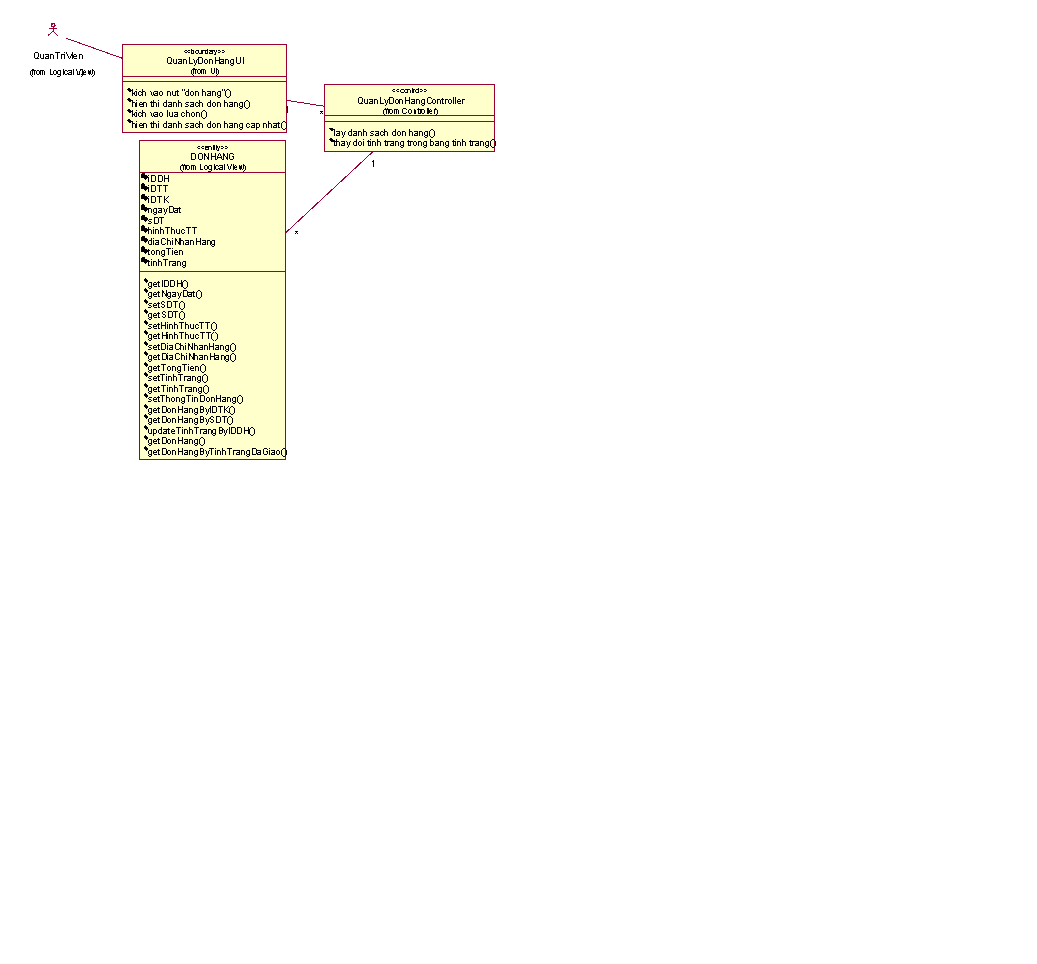 QuanTriVien
(from Logical View)
<<boundary>>
QuanLyDonHangUI
(from UI)
kich vao nut "don hang"()
hien thi danh sach don hang()
kich vao lua chon()
hien thi danh sach don hang cap nhat()
1
*
<<control>>
QuanLyDonHangController
(from Controller)
lay danh sach don hang()
thay doi tinh trang trong bang tinh trang()
1
*
<<entity>>
DONHANG
(from Logical View)
iDDH
iDTT
iDTK
ngayDat
sDT
hinhThucTT
diaChiNhanHang
tongTien
tinhTrang
getIDDH()
getNgayDat()
setSDT()
getSDT()
setHinhThucTT()
getHinhThucTT()
setDiaChiNhanHang()
getDiaChiNhanHang()
getTongTien()
setTinhTrang()
getTinhTrang()
setThongTinDonHang()
getDonHangByIDTK()
getDonHangBySDT()
updateTinhTrangByIDDH()
getDonHang()
getDonHangByTinhTrangDaGiao()